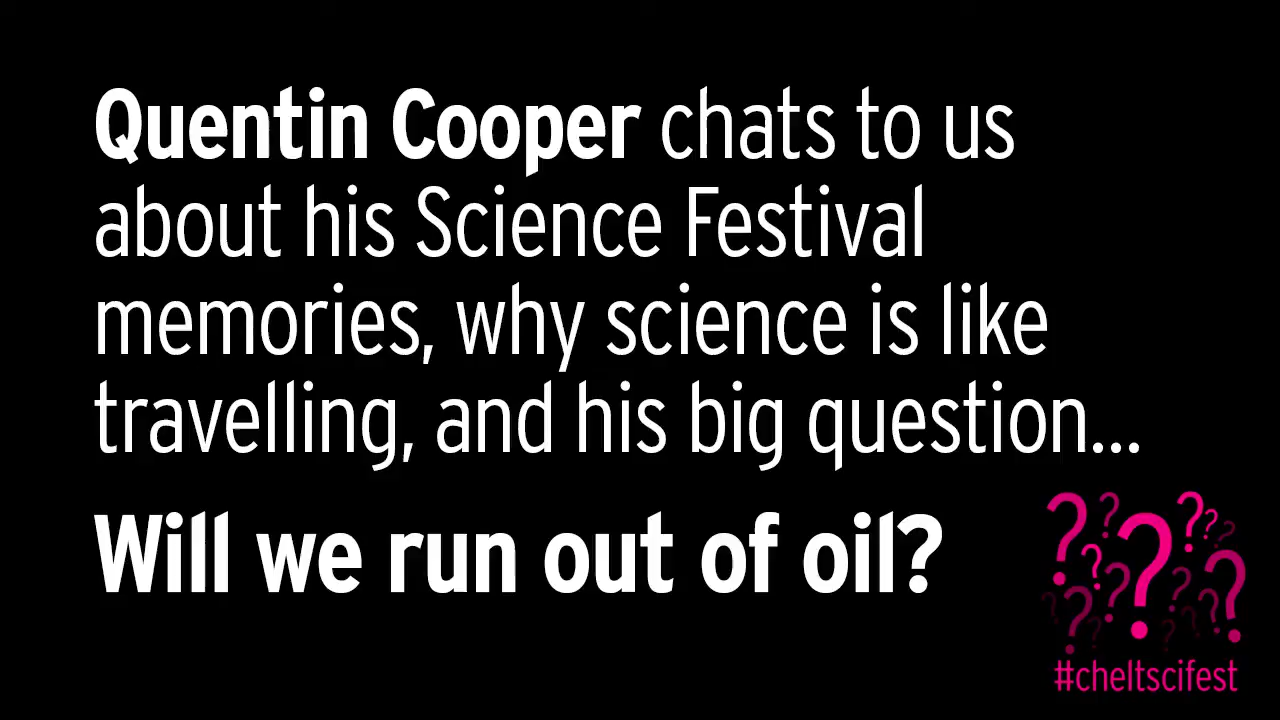 Quentin Cooper chats to us
about his Science Festival
memories, why science is like
travelling, and his big question...
Will we run out of oil?
#cheltscifest